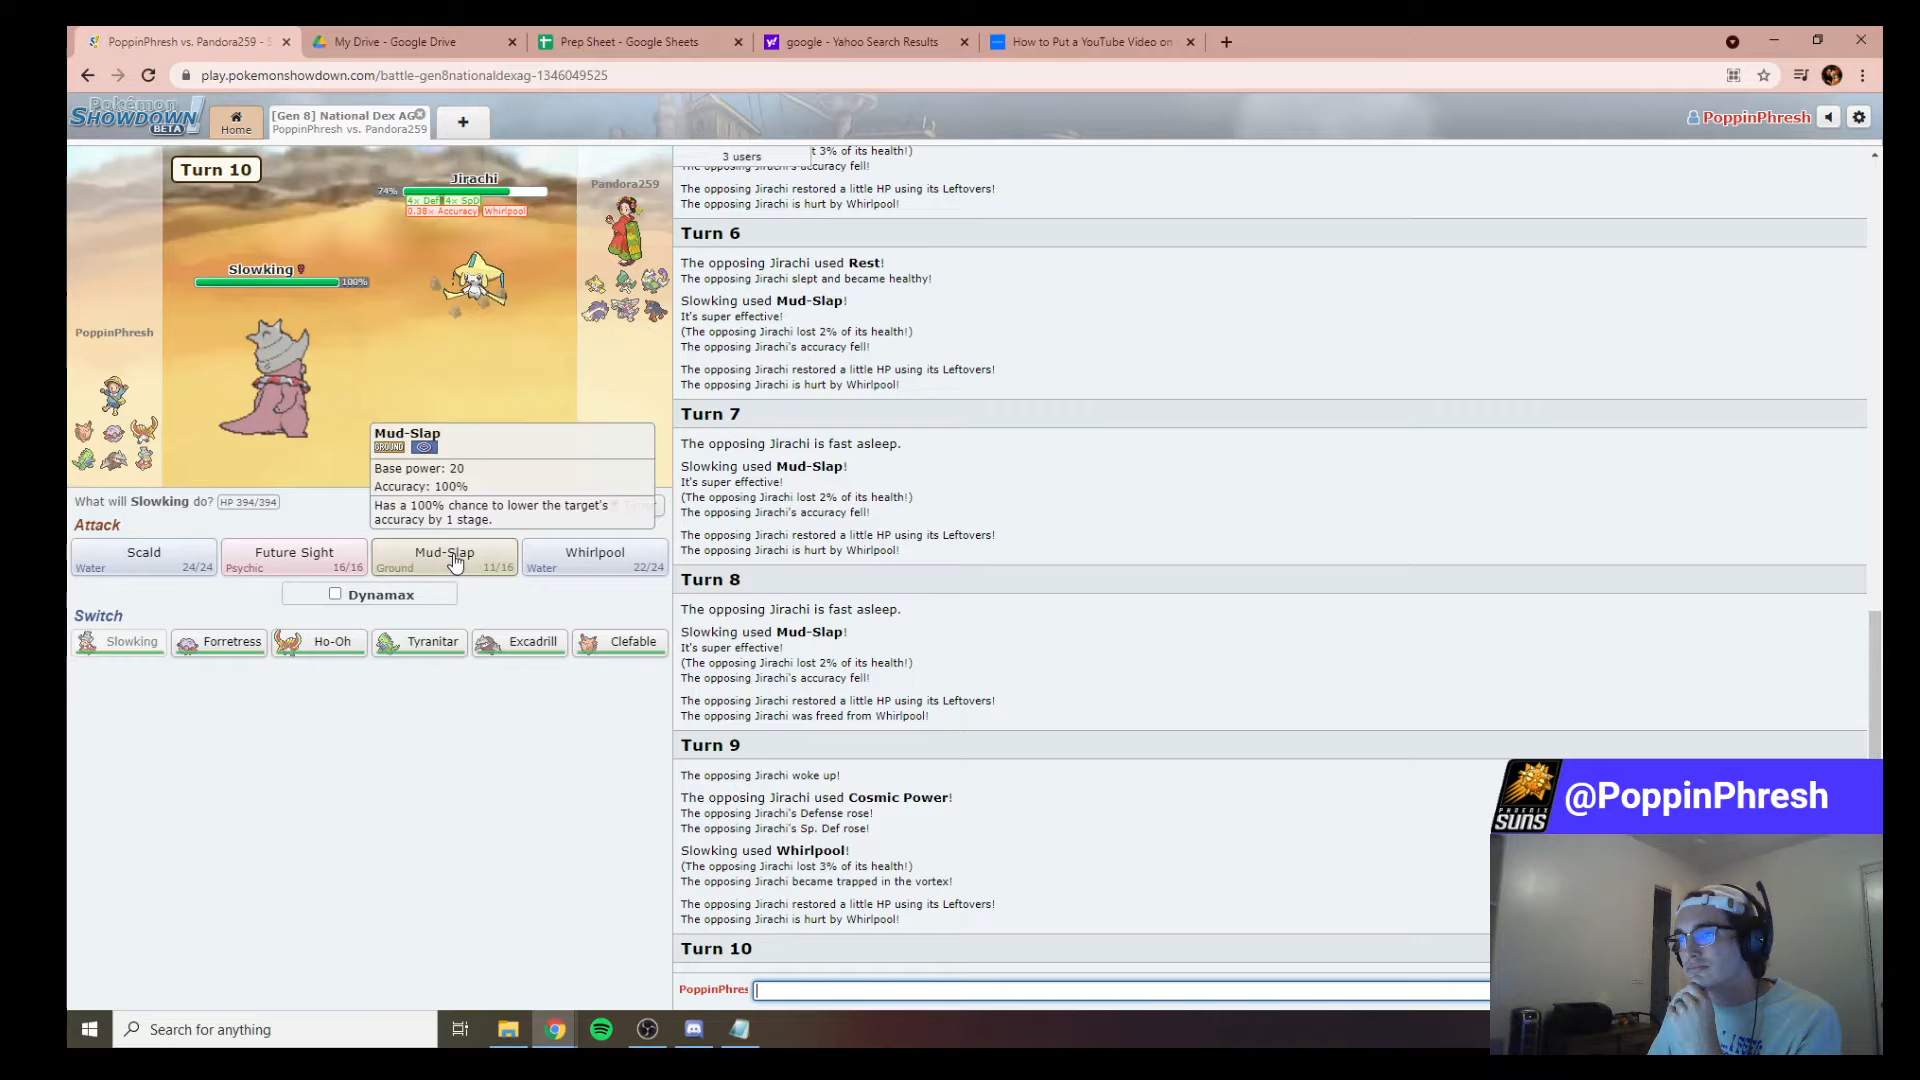 PoppinPhresh vs. Pandora259 - S
My Drive - Google Drive
Prep Sheet - Google Sheets
google - Yahoo Search Results
How to Put a YouTube Video on
play.pokemonshowdown.com/battle-gen8nationaldexag-1346049525
Pokémon
SHOWDOWN!
BETA
Home
[Gen 8] National Dex AG
PoppinPhresh vs. Pandora259
PoppinPhresh
Turn 10
Jirachi
74%
4x Def 4x SpD
0.38x Accuracy Whirlpool
Pandora259
Slowking
100%
PoppinPhresh
Mud-Slap
GROUND
Base power: 20
Accuracy: 100%
Has a 100% chance to lower the target's
accuracy by 1 stage.
What will Slowking do? HP 394/394
Attack
Scald
Water 24/24
Future Sight
Psychic 16/16
Mud-Slap
Ground 11/16
Whirlpool
Water 22/24
Dynamax
Switch
Slowking
Forretress
Ho-Oh
Tyranitar
Excadrill
Clefable
3 users
t 3% of its health!)
ccuracy fell!
The opposing Jirachi restored a little HP using its Leftovers!
The opposing Jirachi is hurt by Whirlpool!
Turn 6
The opposing Jirachi used Rest!
The opposing Jirachi slept and became healthy!
Slowking used Mud-Slap!
It's super effective!
(The opposing Jirachi lost 2% of its health!)
The opposing Jirachi's accuracy fell!
The opposing Jirachi restored a little HP using its Leftovers!
The opposing Jirachi is hurt by Whirlpool!
Turn 7
The opposing Jirachi is fast asleep.
Slowking used Mud-Slap!
It's super effective!
(The opposing Jirachi lost 2% of its health!)
The opposing Jirachi's accuracy fell!
The opposing Jirachi restored a little HP using its Leftovers!
The opposing Jirachi is hurt by Whirlpool!
Turn 8
The opposing Jirachi is fast asleep.
Slowking used Mud-Slap!
It's super effective!
(The opposing Jirachi lost 2% of its health!)
The opposing Jirachi's accuracy fell!
The opposing Jirachi restored a little HP using its Leftovers!
The opposing Jirachi was freed from Whirlpool!
Turn 9
The opposing Jirachi woke up!
The opposing Jirachi used Cosmic Power!
The opposing Jirachi's Defense rose!
The opposing Jirachi's Sp. Def rose!
Slowking used Whirlpool!
(The opposing Jirachi lost 3% of its health!)
The opposing Jirachi became trapped in the vortex!
The opposing Jirachi restored a little HP using its Leftovers!
The opposing Jirachi is hurt by Whirlpool!
Turn 10
PoppinPhres
PHOENIX
SUNS
@PoppinPhresh
Search for anything